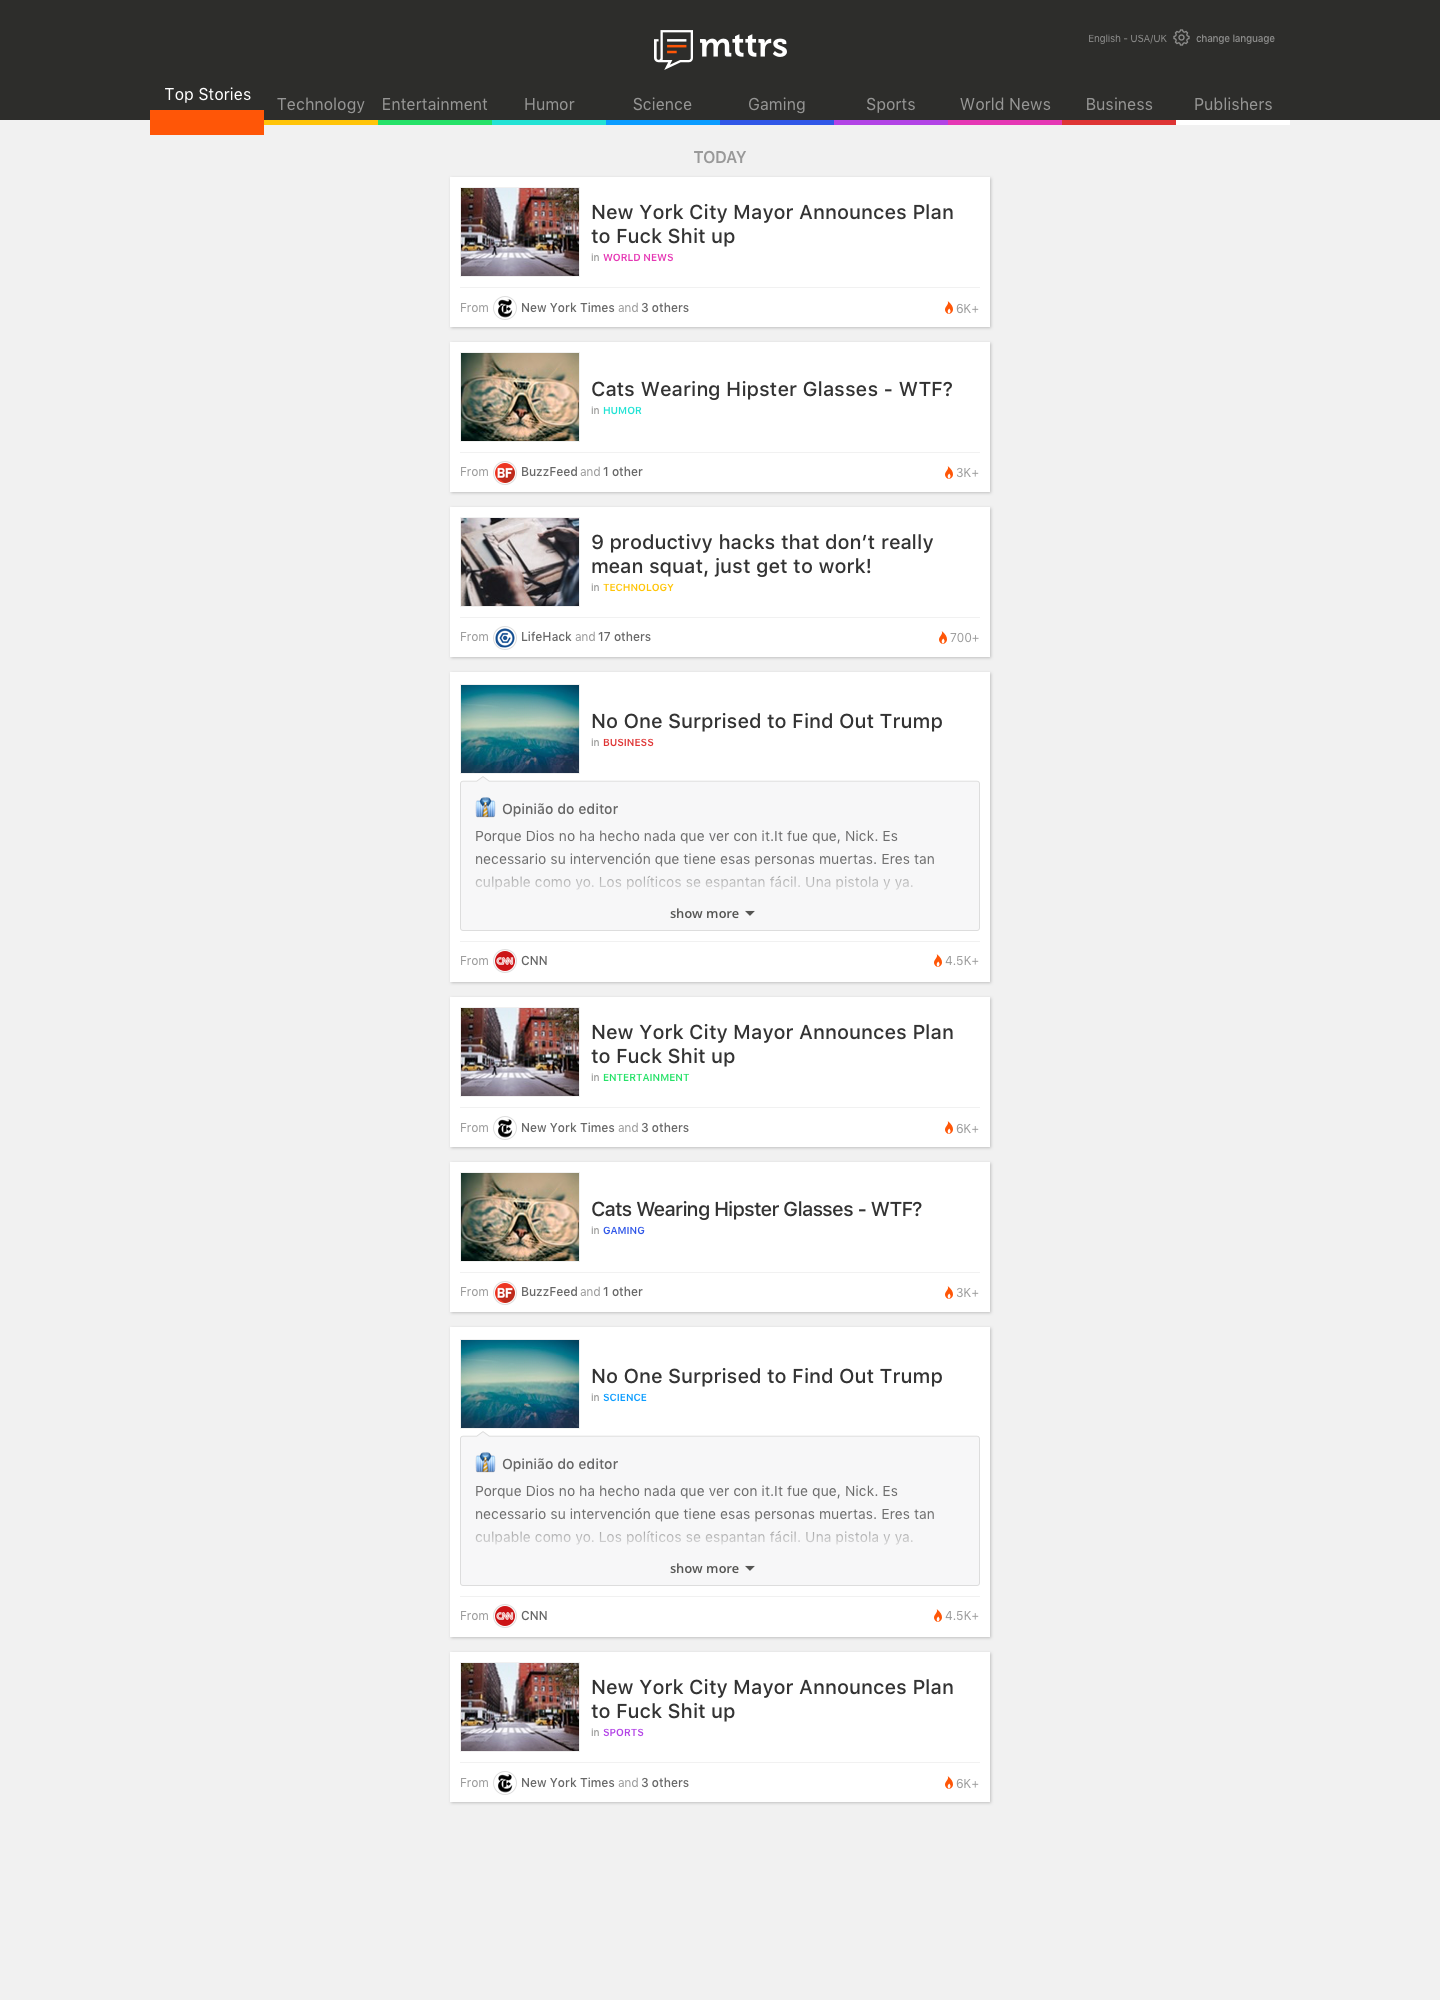 mttrs
English - USA/UK change language
Top Stories Technology Entertainment Humor Science Gaming Sports World News Business Publishers
TODAY
New York City Mayor Announces Plan
to Fuck Shit up
in WORLD NEWS
From New York Times and 3 others 6K+
Cats Wearing Hipster Glasses - WTF?
in HUMOR
From BF BuzzFeed and 1 other 3K+
9 productivy hacks that don’t really
mean squat, just get to work!
in TECHNOLOGY
From LifeHack and 17 others 700+
No One Surprised to Find Out Trump
in BUSINESS
Opinião do editor
Porque Dios no ha hecho nada que ver con it.It fue que, Nick. Es
necessario su intervención que tiene esas personas muertas. Eres tan
culpable como yo. Los políticos se espantan fácil. Una pistola y ya.
show more
From CNN CNN 4.5K+
New York City Mayor Announces Plan
to Fuck Shit up
in ENTERTAINMENT
From New York Times and 3 others 6K+
Cats Wearing Hipster Glasses - WTF?
in GAMING
From BF BuzzFeed and 1 other 3K+
No One Surprised to Find Out Trump
in SCIENCE
Opinião do editor
Porque Dios no ha hecho nada que ver con it.It fue que, Nick. Es
necessario su intervención que tiene esas personas muertas. Eres tan
culpable como yo. Los políticos se espantan fácil. Una pistola y ya.
show more
From CNN CNN 4.5K+
New York City Mayor Announces Plan
to Fuck Shit up
in SPORTS
From New York Times and 3 others 6K+